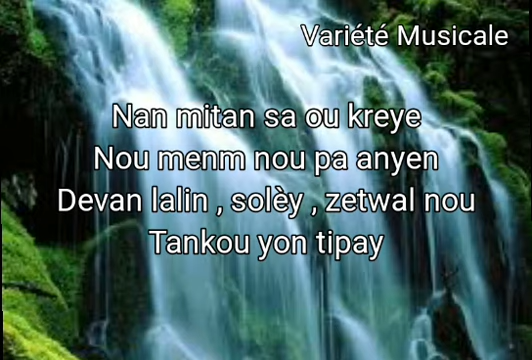 Variété Musicale
Nan mitan sa ou kreye
Nou menm nou pa anyen
Devan lalin , solèy , zetwal nou
Tankou yon tipay